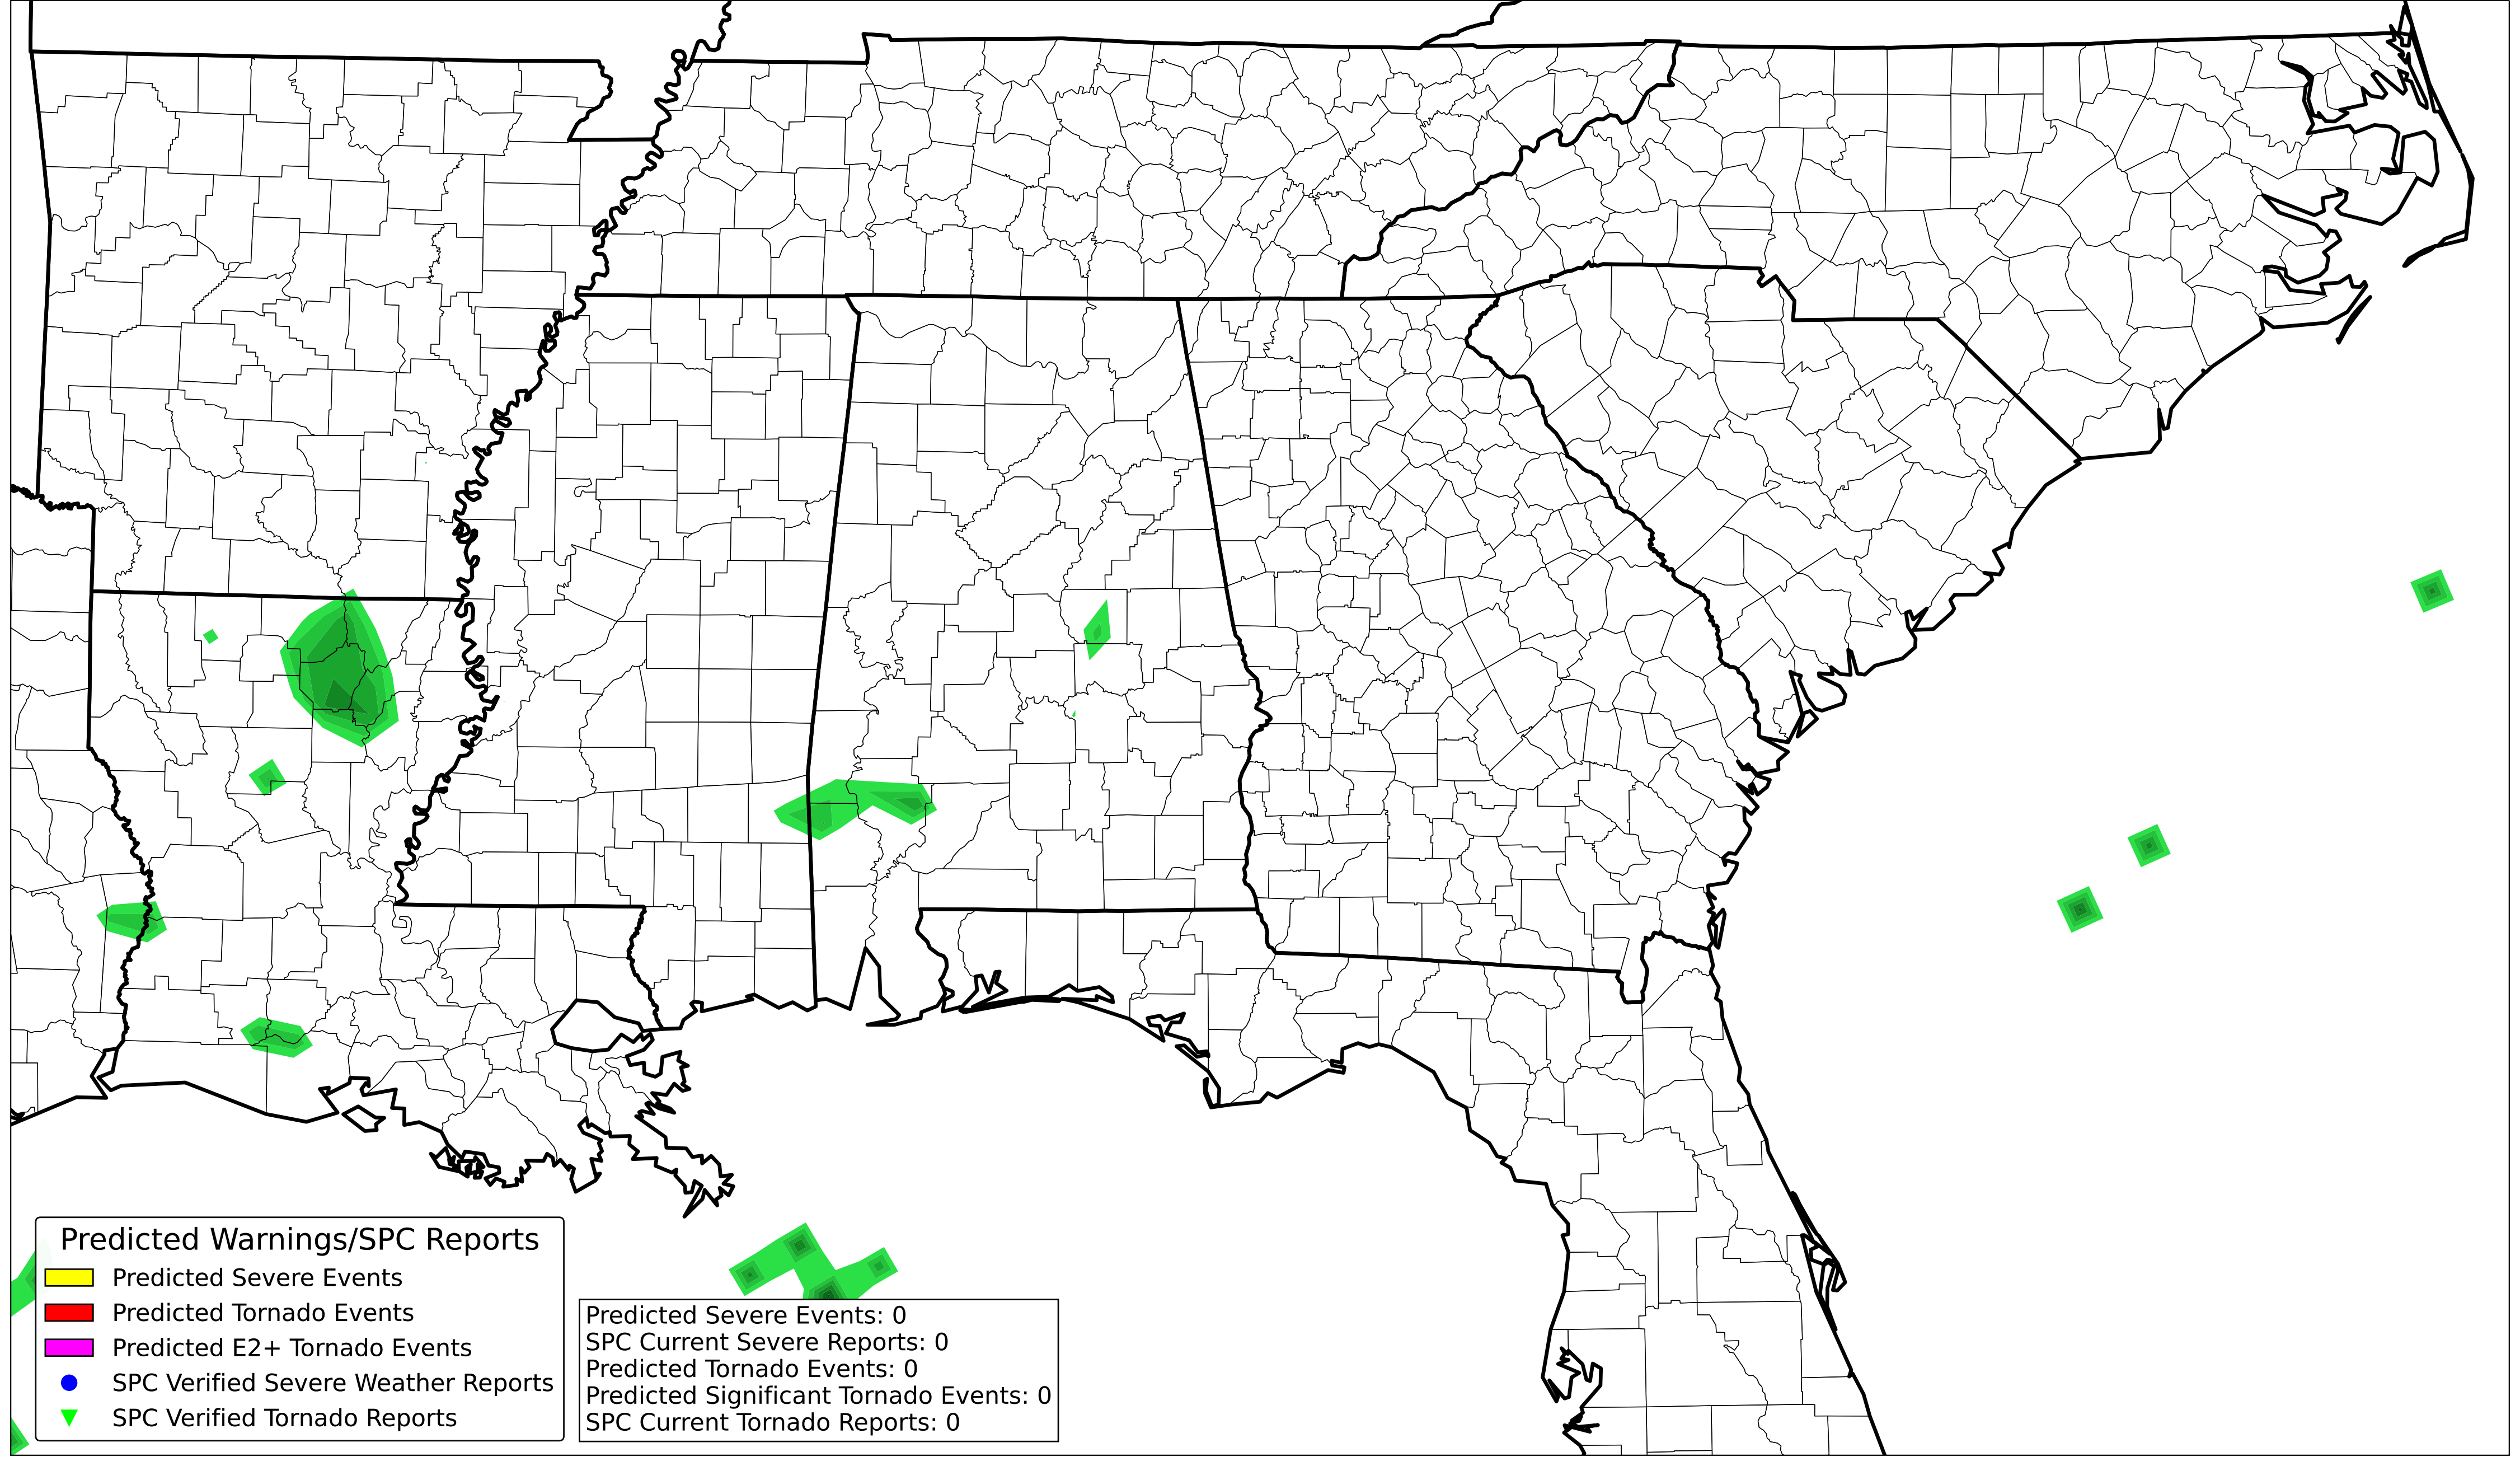 Predicted Warnings/SPC Reports
Predicted Severe Events
Predicted Tornado Events
Predicted E2+ Tornado Events
SPC Verified Severe Weather Reports
SPC Verified Tornado Reports
Predicted Severe Events: 0
SPC Current Severe Reports: 0
Predicted Tornado Events: 0
Predicted Significant Tornado Events: 0
SPC Current Tornado Reports: 0